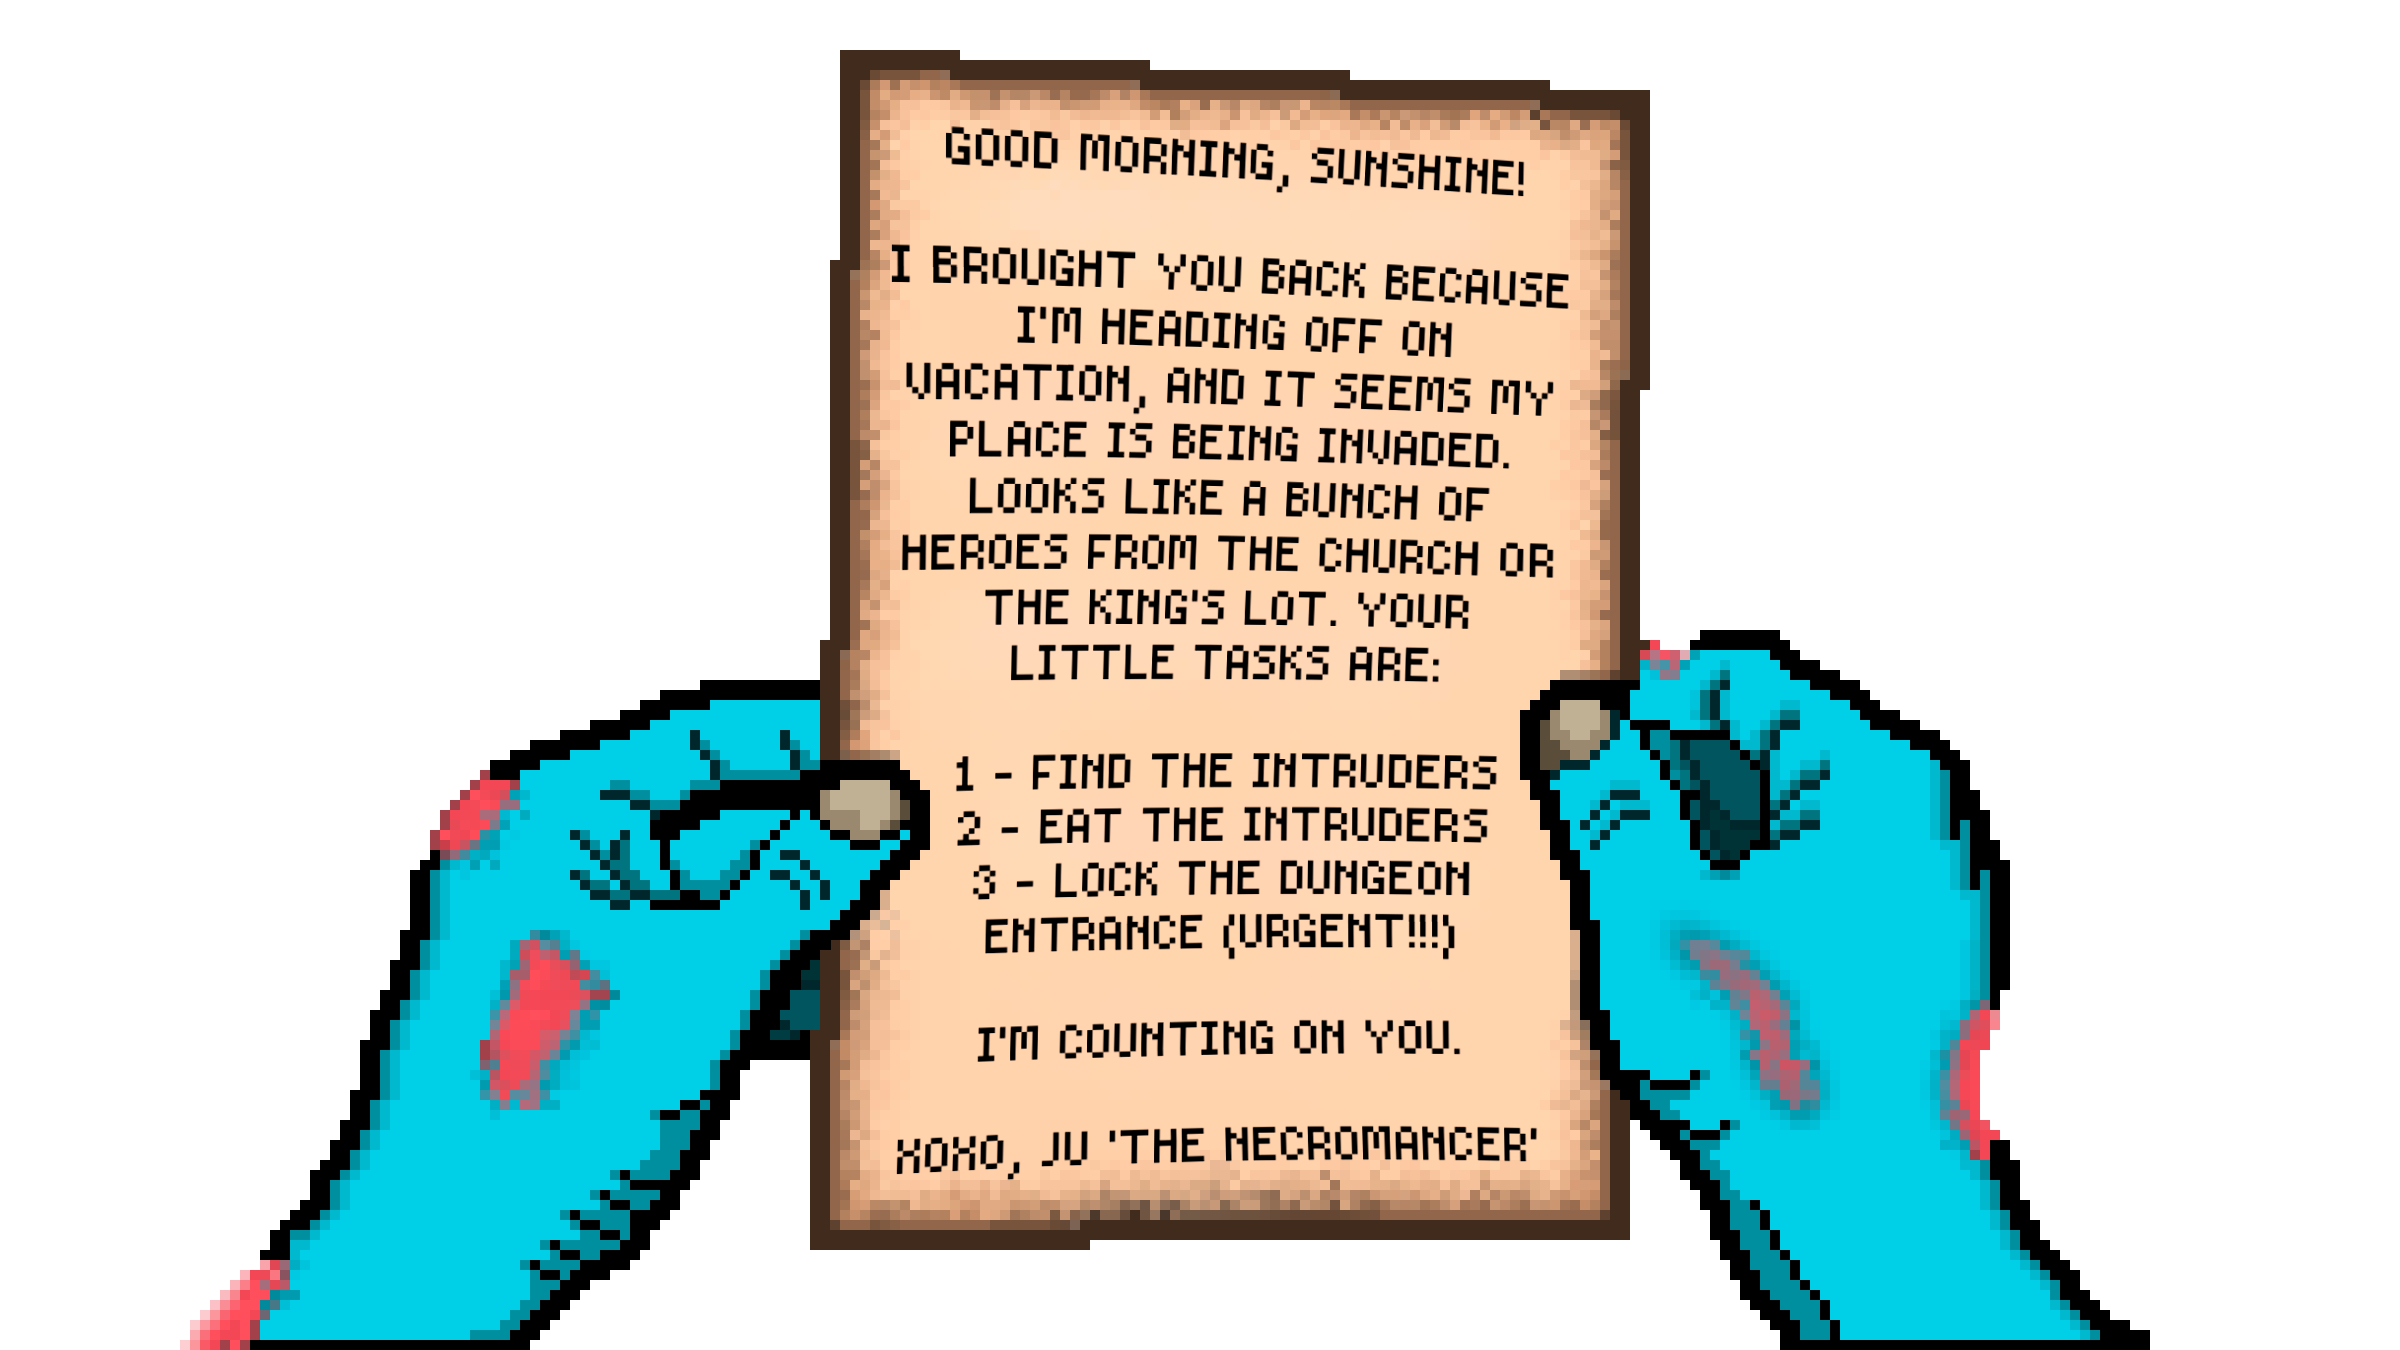 GOOD MORNING, SUNSHINE!
I BROUGHT YOU BACK BECAUSE
I'M HEADING OFF ON
VACATION, AND IT SEEMS MY
PLACE IS BEING INVADED.
LOOKS LIKE A BUNCH OF
HEROES FROM THE CHURCH OR
THE KING'S LOT. YOUR
LITTLE TASKS ARE:
1 - FIND THE INTRUDERS
2 - EAT THE INTRUDERS
3 - LOCK THE DUNGEON
ENTRANCE (URGENT!!!)
I'M COUNTING ON YOU.
XOXO, JU 'THE NECROMANCER'